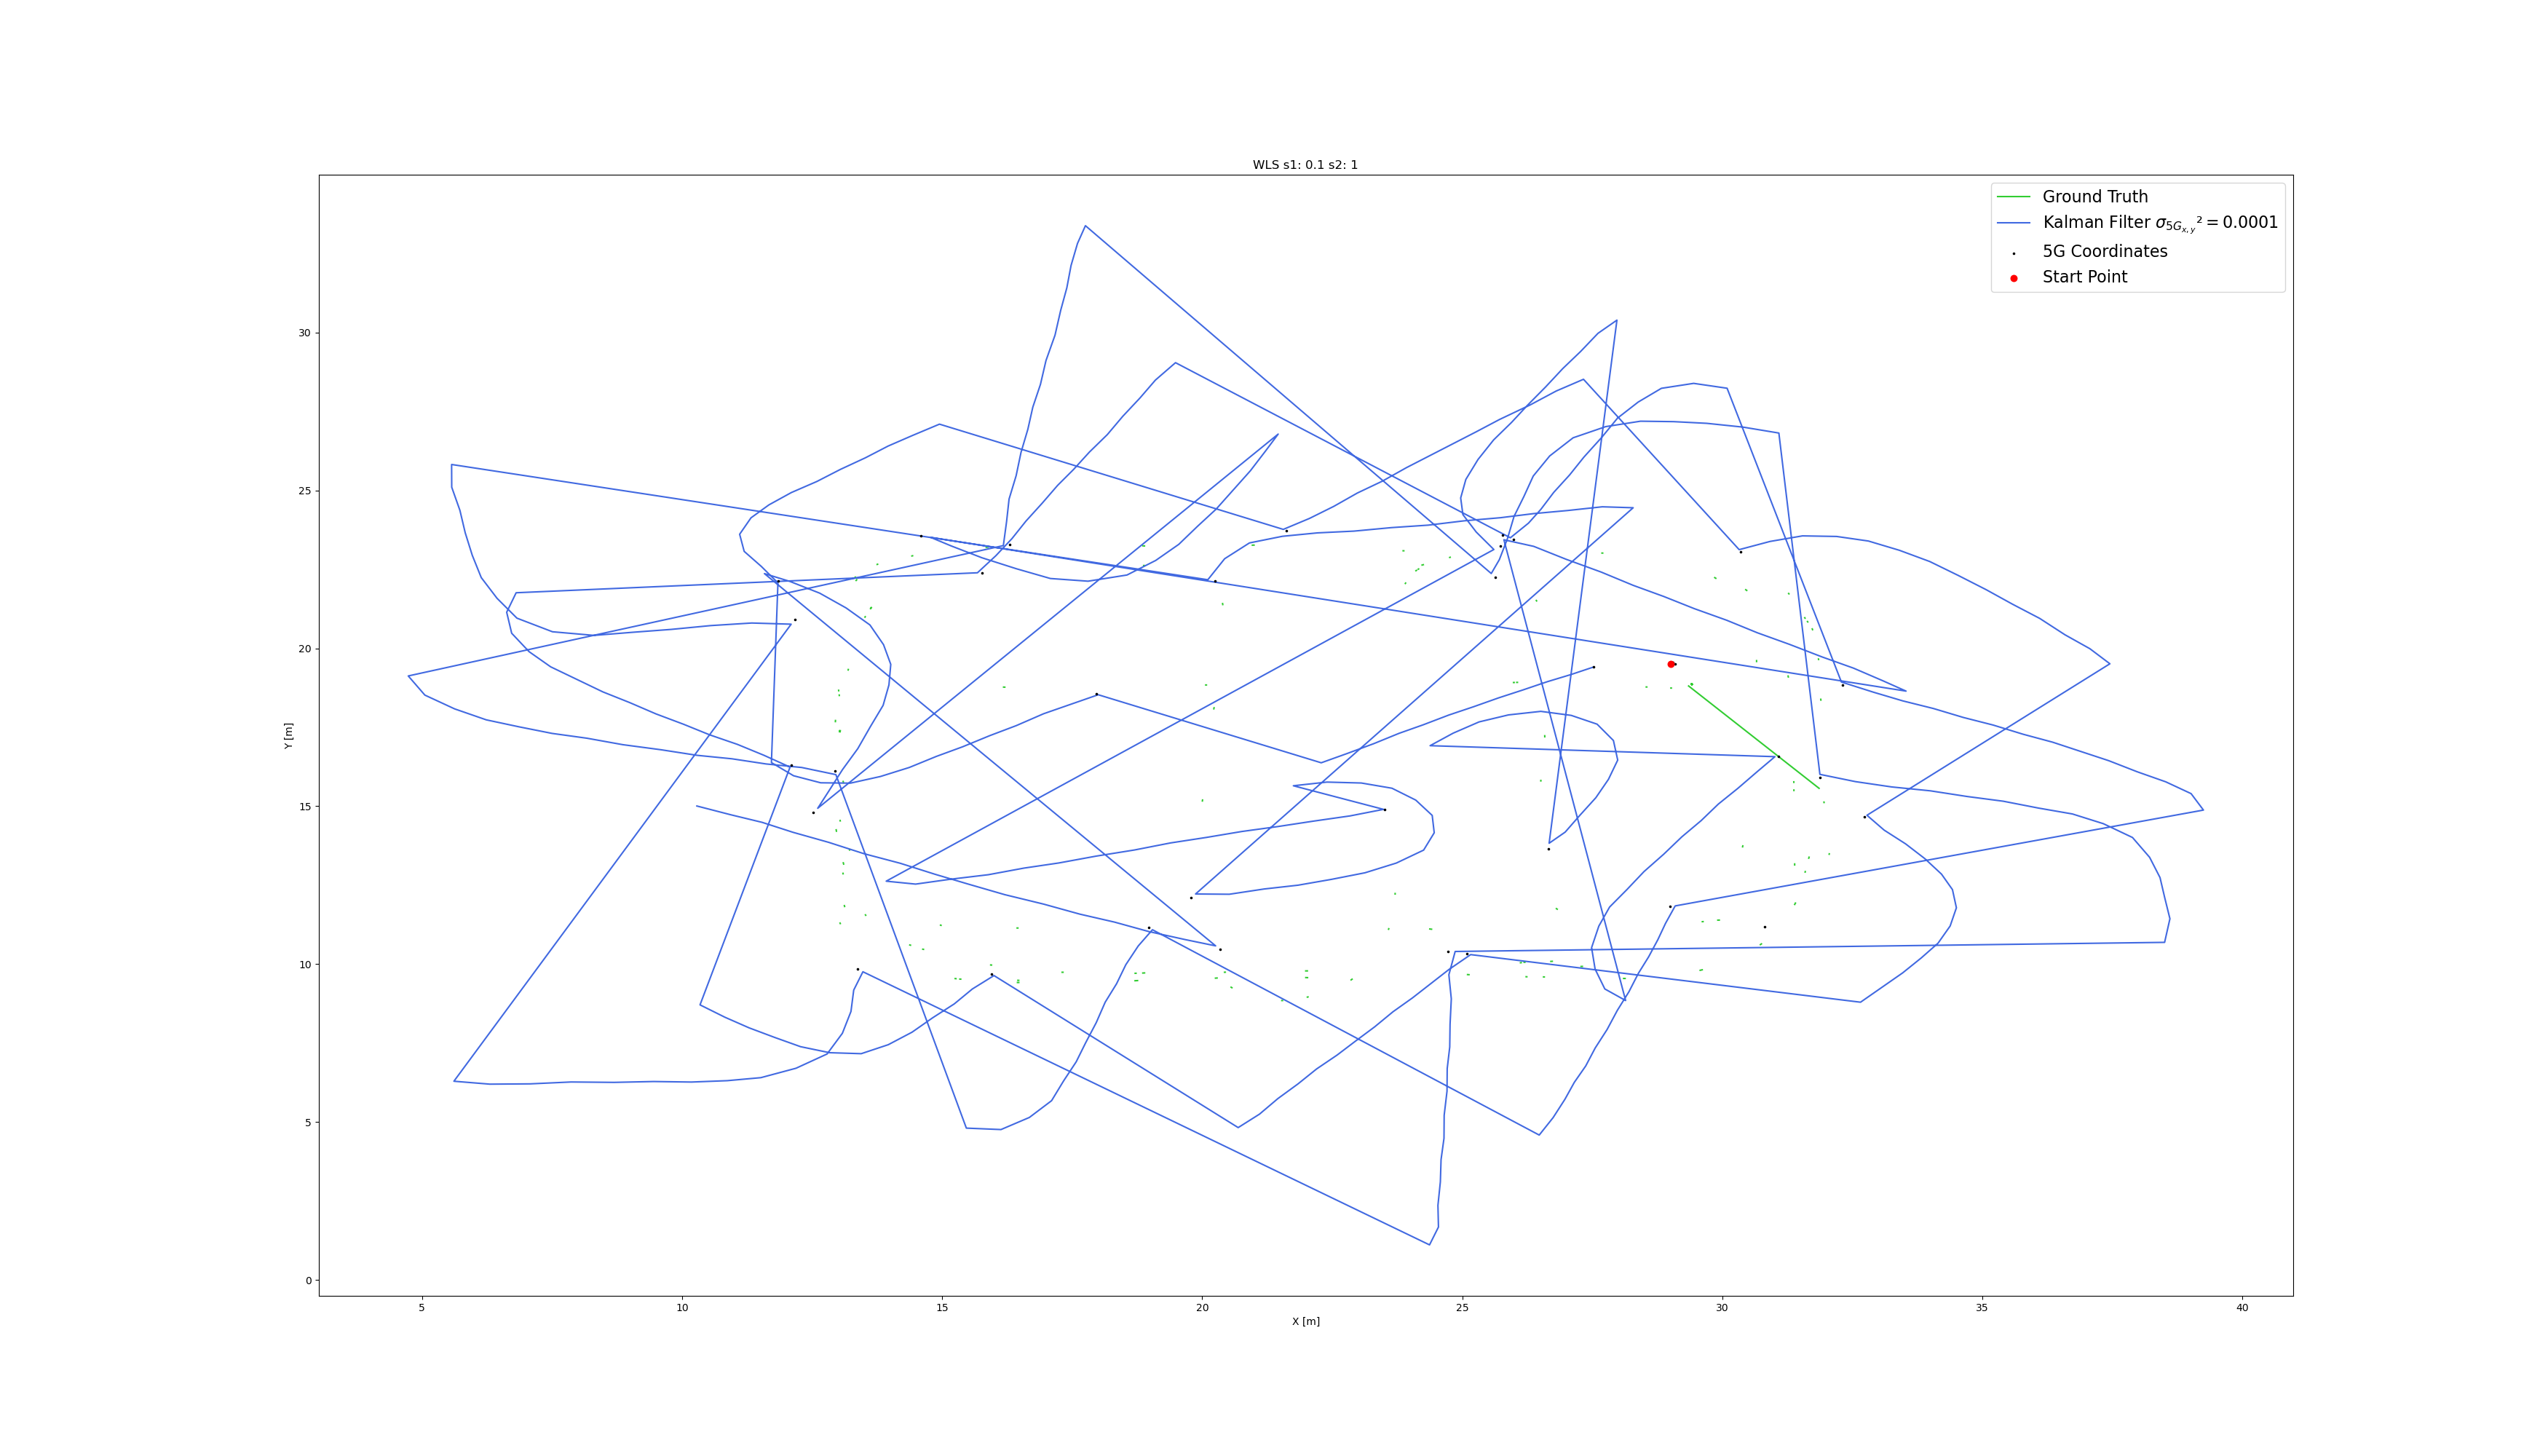 WLS s1: 0.1 s2: 1
Ground Truth
Kalman Filter σ5Gx,y² = 0.0001
5G Coordinates
Start Point
30
25
20
15
10
5
0
Y [m]
5 10 15 20 25 30 35 40
X [m]